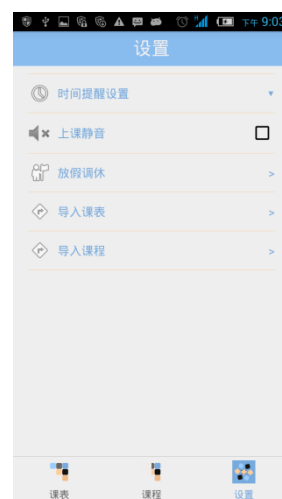 下午 9:03
设置
时间提醒设置
上课静音
放假调休
导入课表
导入课程
课表 课程 设置